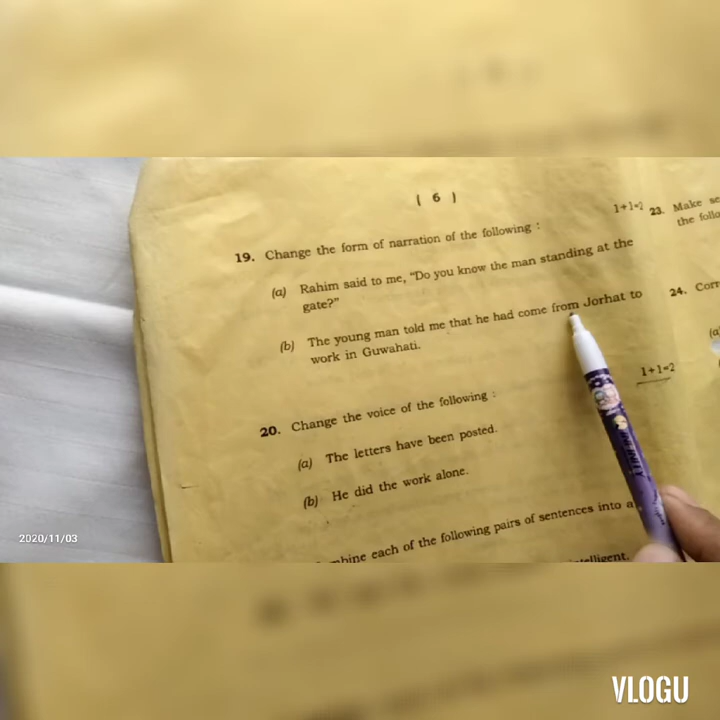 ( 6 )
1+1=2
19. Change the form of narration of the following :
(a) Rahim said to me, “Do you know the man standing at the
gate?”
(b) The young man told me that he had come from Jorhat to
work in Guwahati.
1+1=2
20. Change the voice of the following :
(a) The letters have been posted.
(b) He did the work alone.
each of the following pairs of sentences into a
23. Make
the
24.
(a)
2020/11/03
VLOGU